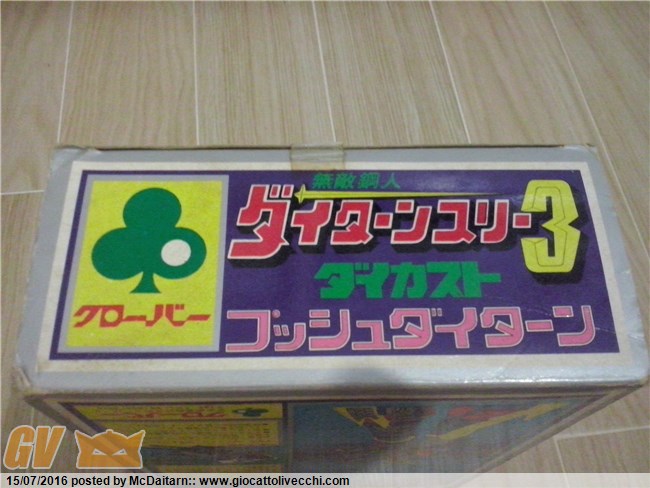 無敵鋼人
ダイターンスリー3
ダイカスト
プッシュダイターン
クローバー
GV
15/07/2016 posted by McDaitarn:: www.giocattolivecchi.com